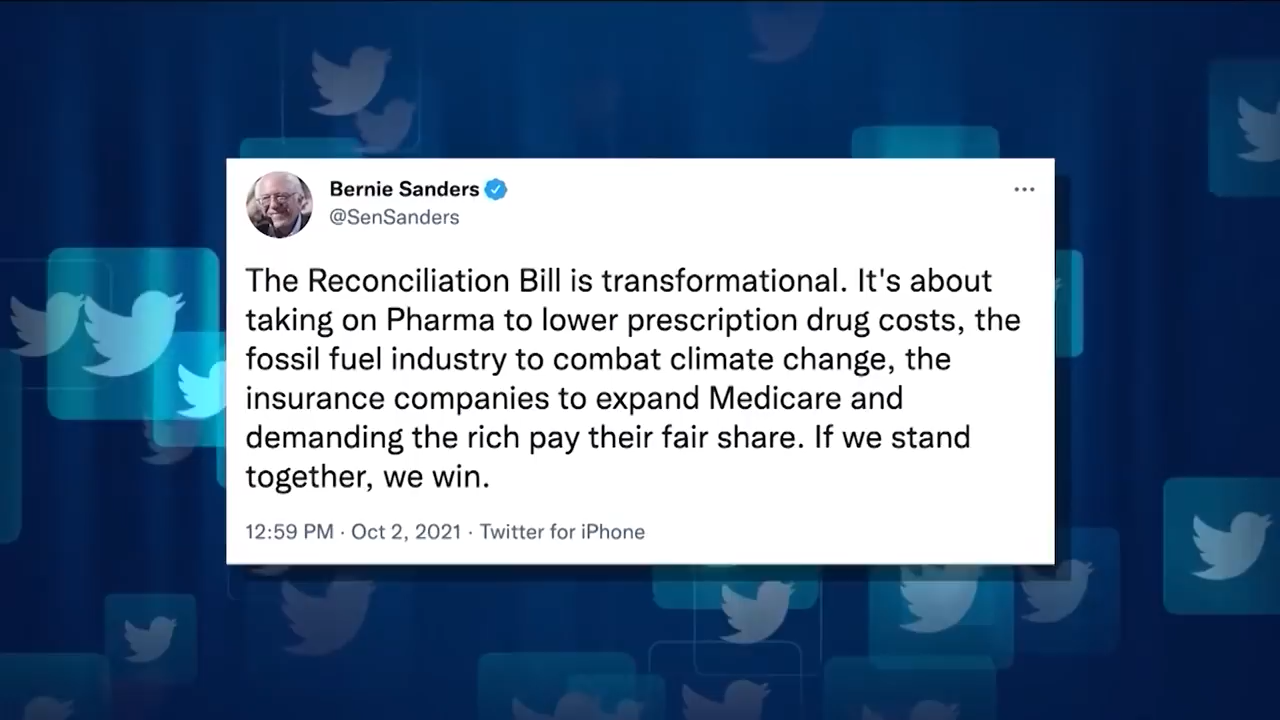 Bernie Sanders
@SenSanders
The Reconciliation Bill is transformational. It's about
taking on Pharma to lower prescription drug costs, the
fossil fuel industry to combat climate change, the
insurance companies to expand Medicare and
demanding the rich pay their fair share. If we stand
together, we win.
12:59 PM · Oct 2, 2021 · Twitter for iPhone